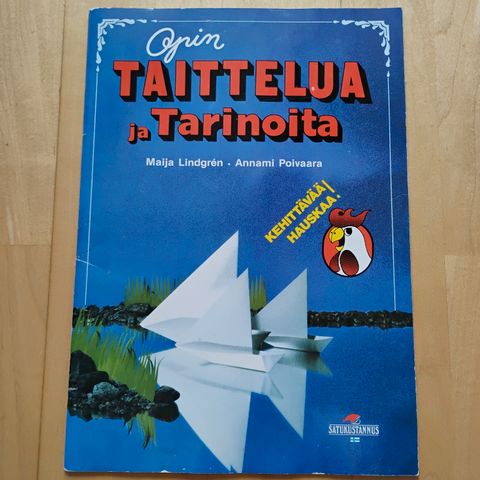 Opin
TAITTELUA
ja Tarinoita
Maija Lindgrén • Annami Poivaara
KEHITTÄVÄÄ
HAUSKAA!
SATUKUSTANNUS